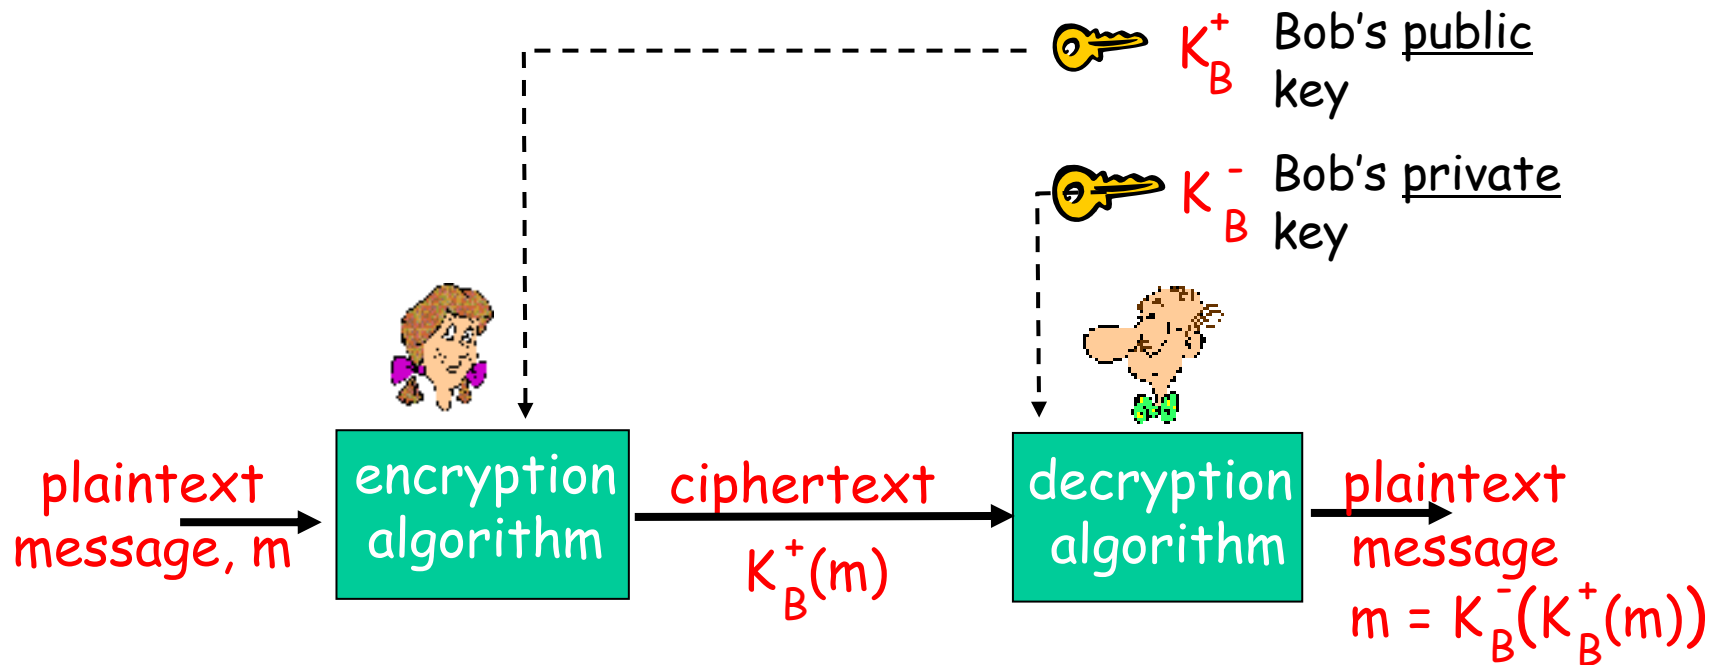 K_B^+ Bob's public
key
K_B^- Bob's private
key
plaintext
message, m
encryption
algorithm
ciphertext
K_B^+(m)
decryption
algorithm
plaintext
message
m = K_B^-(K_B^+(m))